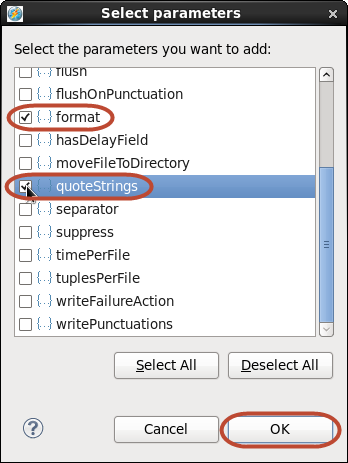 Select parameters
Select the parameters you want to add:
flush
flushOnPunctuation
format
hasDelayField
moveFileToDirectory
quoteStrings
separator
suppress
timePerFile
tuplesPerFile
writeFailureAction
writePunctuations
Select All Deselect All
? Cancel OK